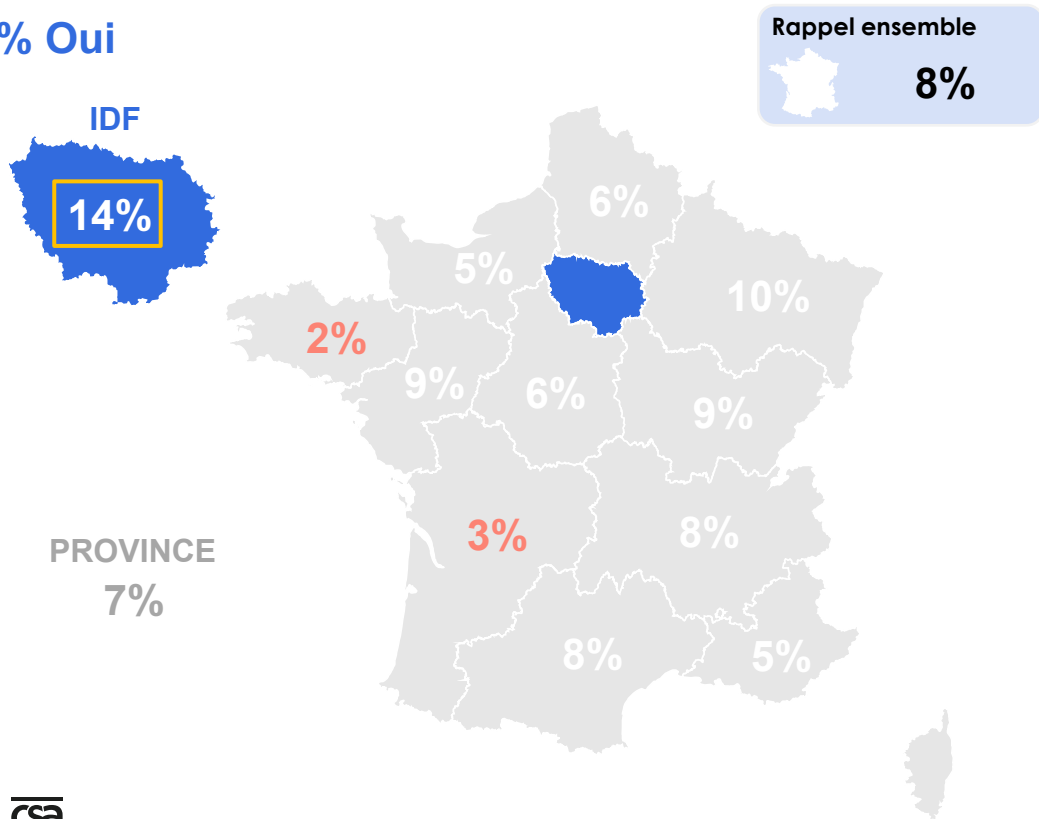 % Oui
Rappel ensemble
8%
IDF
14%
6%
5%
10%
2%
9%
6%
9%
3%
8%
PROVINCE
7%
8%
5%
csa